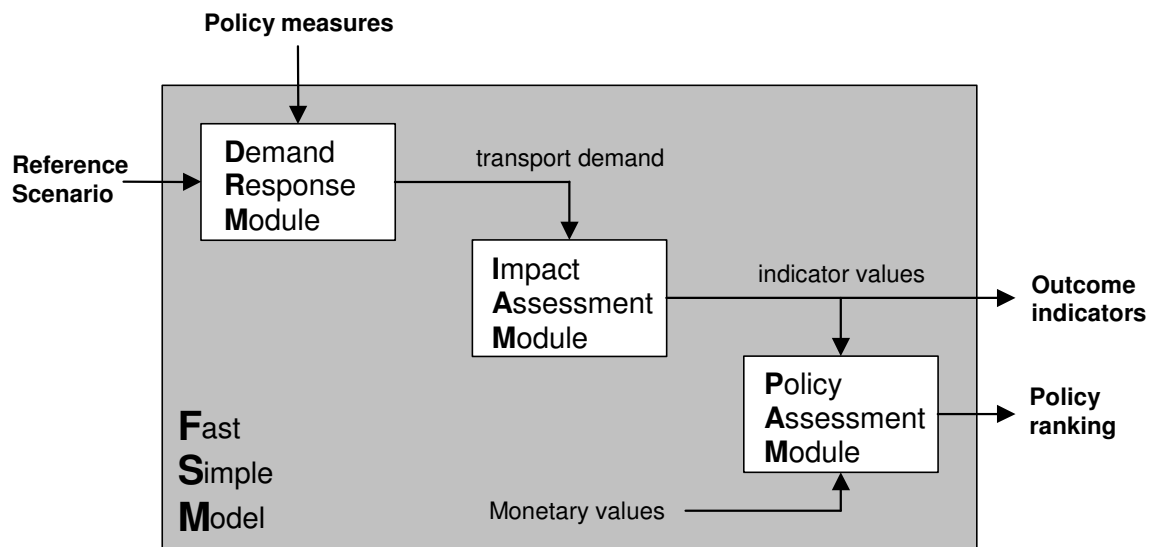 Policy measures
Reference
Scenario
Demand
Response
Module
transport demand
Impact
Assessment
Module
indicator values
Outcome
indicators
Policy
Assessment
Module
Policy
ranking
Fast
Simple
Model
Monetary values